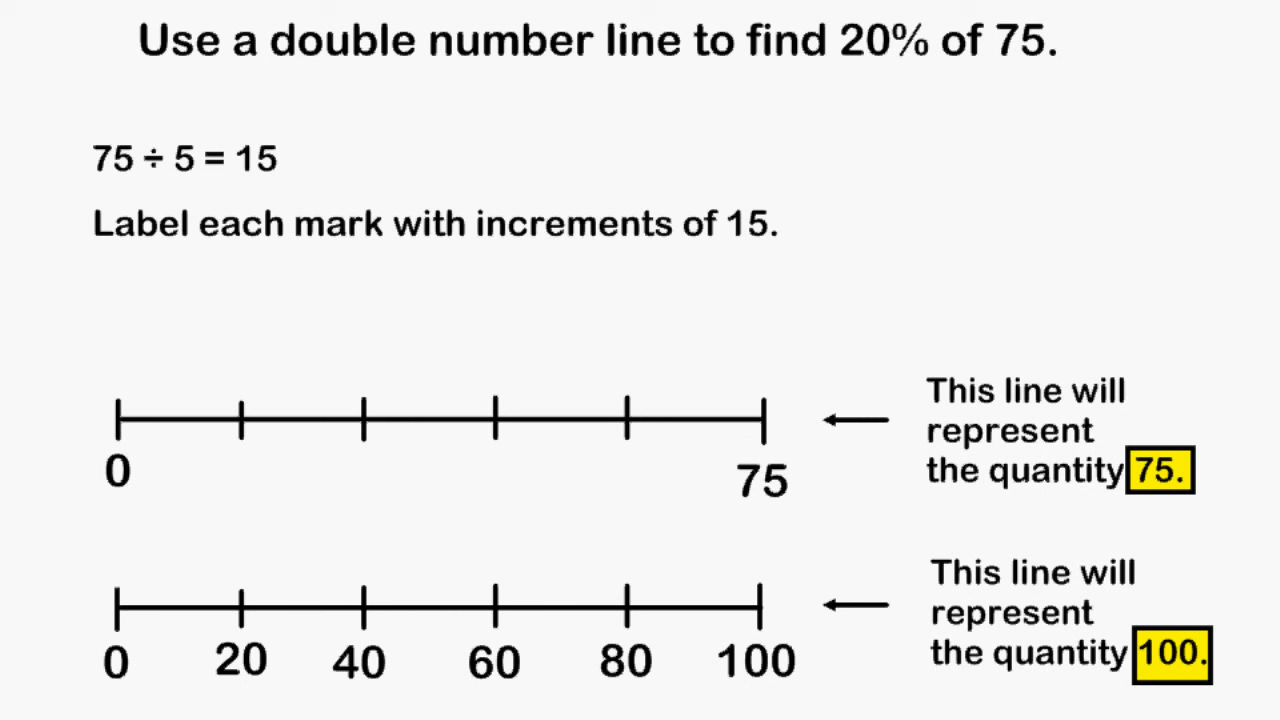 Use a double number line to find 20% of 75.
75 ÷ 5 = 15
Label each mark with increments of 15.
This line will
represent
the quantity 75.
0 75
This line will
represent
the quantity 100.
0 20 40 60 80 100